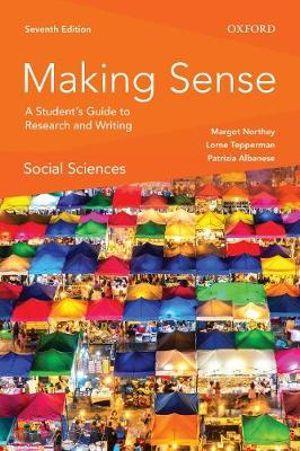 Seventh Edition
OXFORD
Making Sense
A Student's Guide to
Research and Writing
Margot Northey
Lorne Tepperman
Patrizia Albanese
Social Sciences